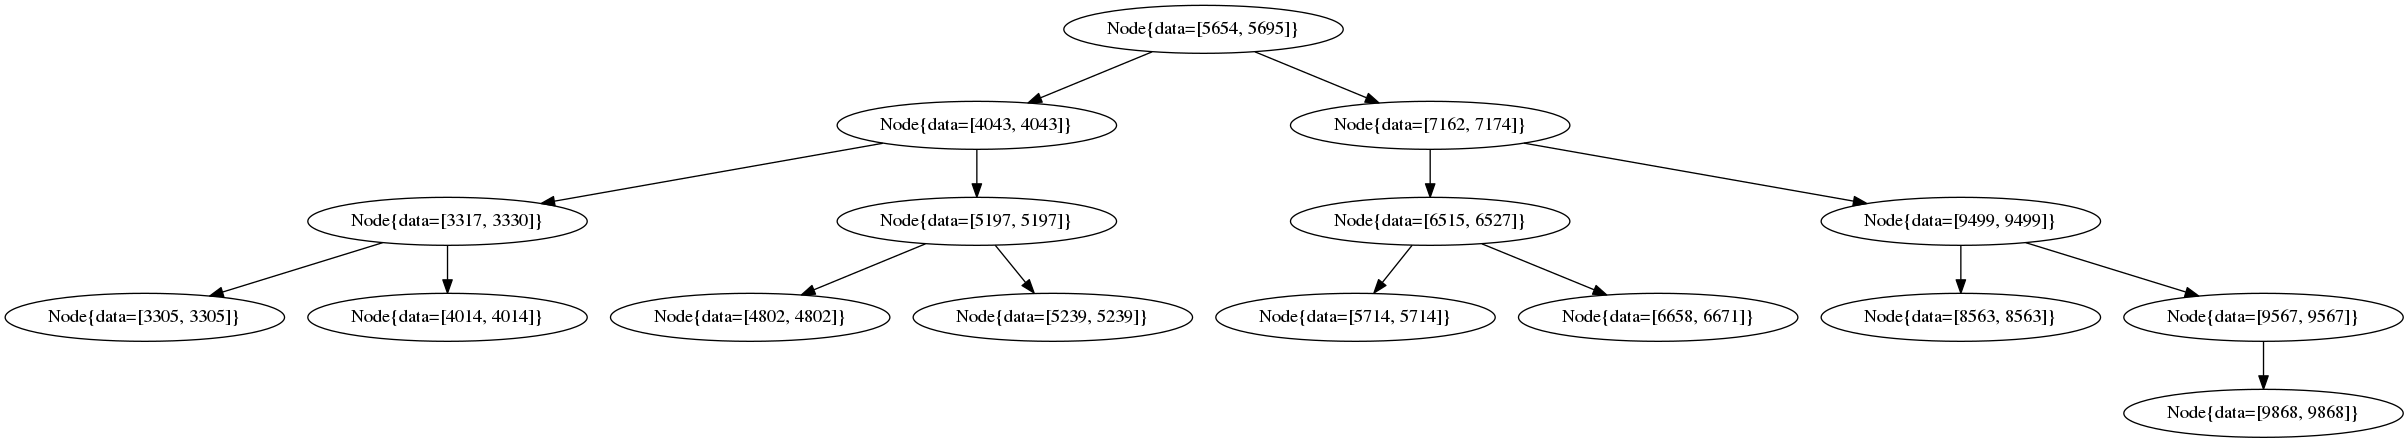 Node{data=[5654, 5695]}
Node{data=[4043, 4043]}
Node{data=[7162, 7174]}
Node{data=[3317, 3330]}
Node{data=[5197, 5197]}
Node{data=[6515, 6527]}
Node{data=[9499, 9499]}
Node{data=[3305, 3305]}
Node{data=[4014, 4014]}
Node{data=[4802, 4802]}
Node{data=[5239, 5239]}
Node{data=[5714, 5714]}
Node{data=[6658, 6671]}
Node{data=[8563, 8563]}
Node{data=[9567, 9567]}
Node{data=[9868, 9868]}